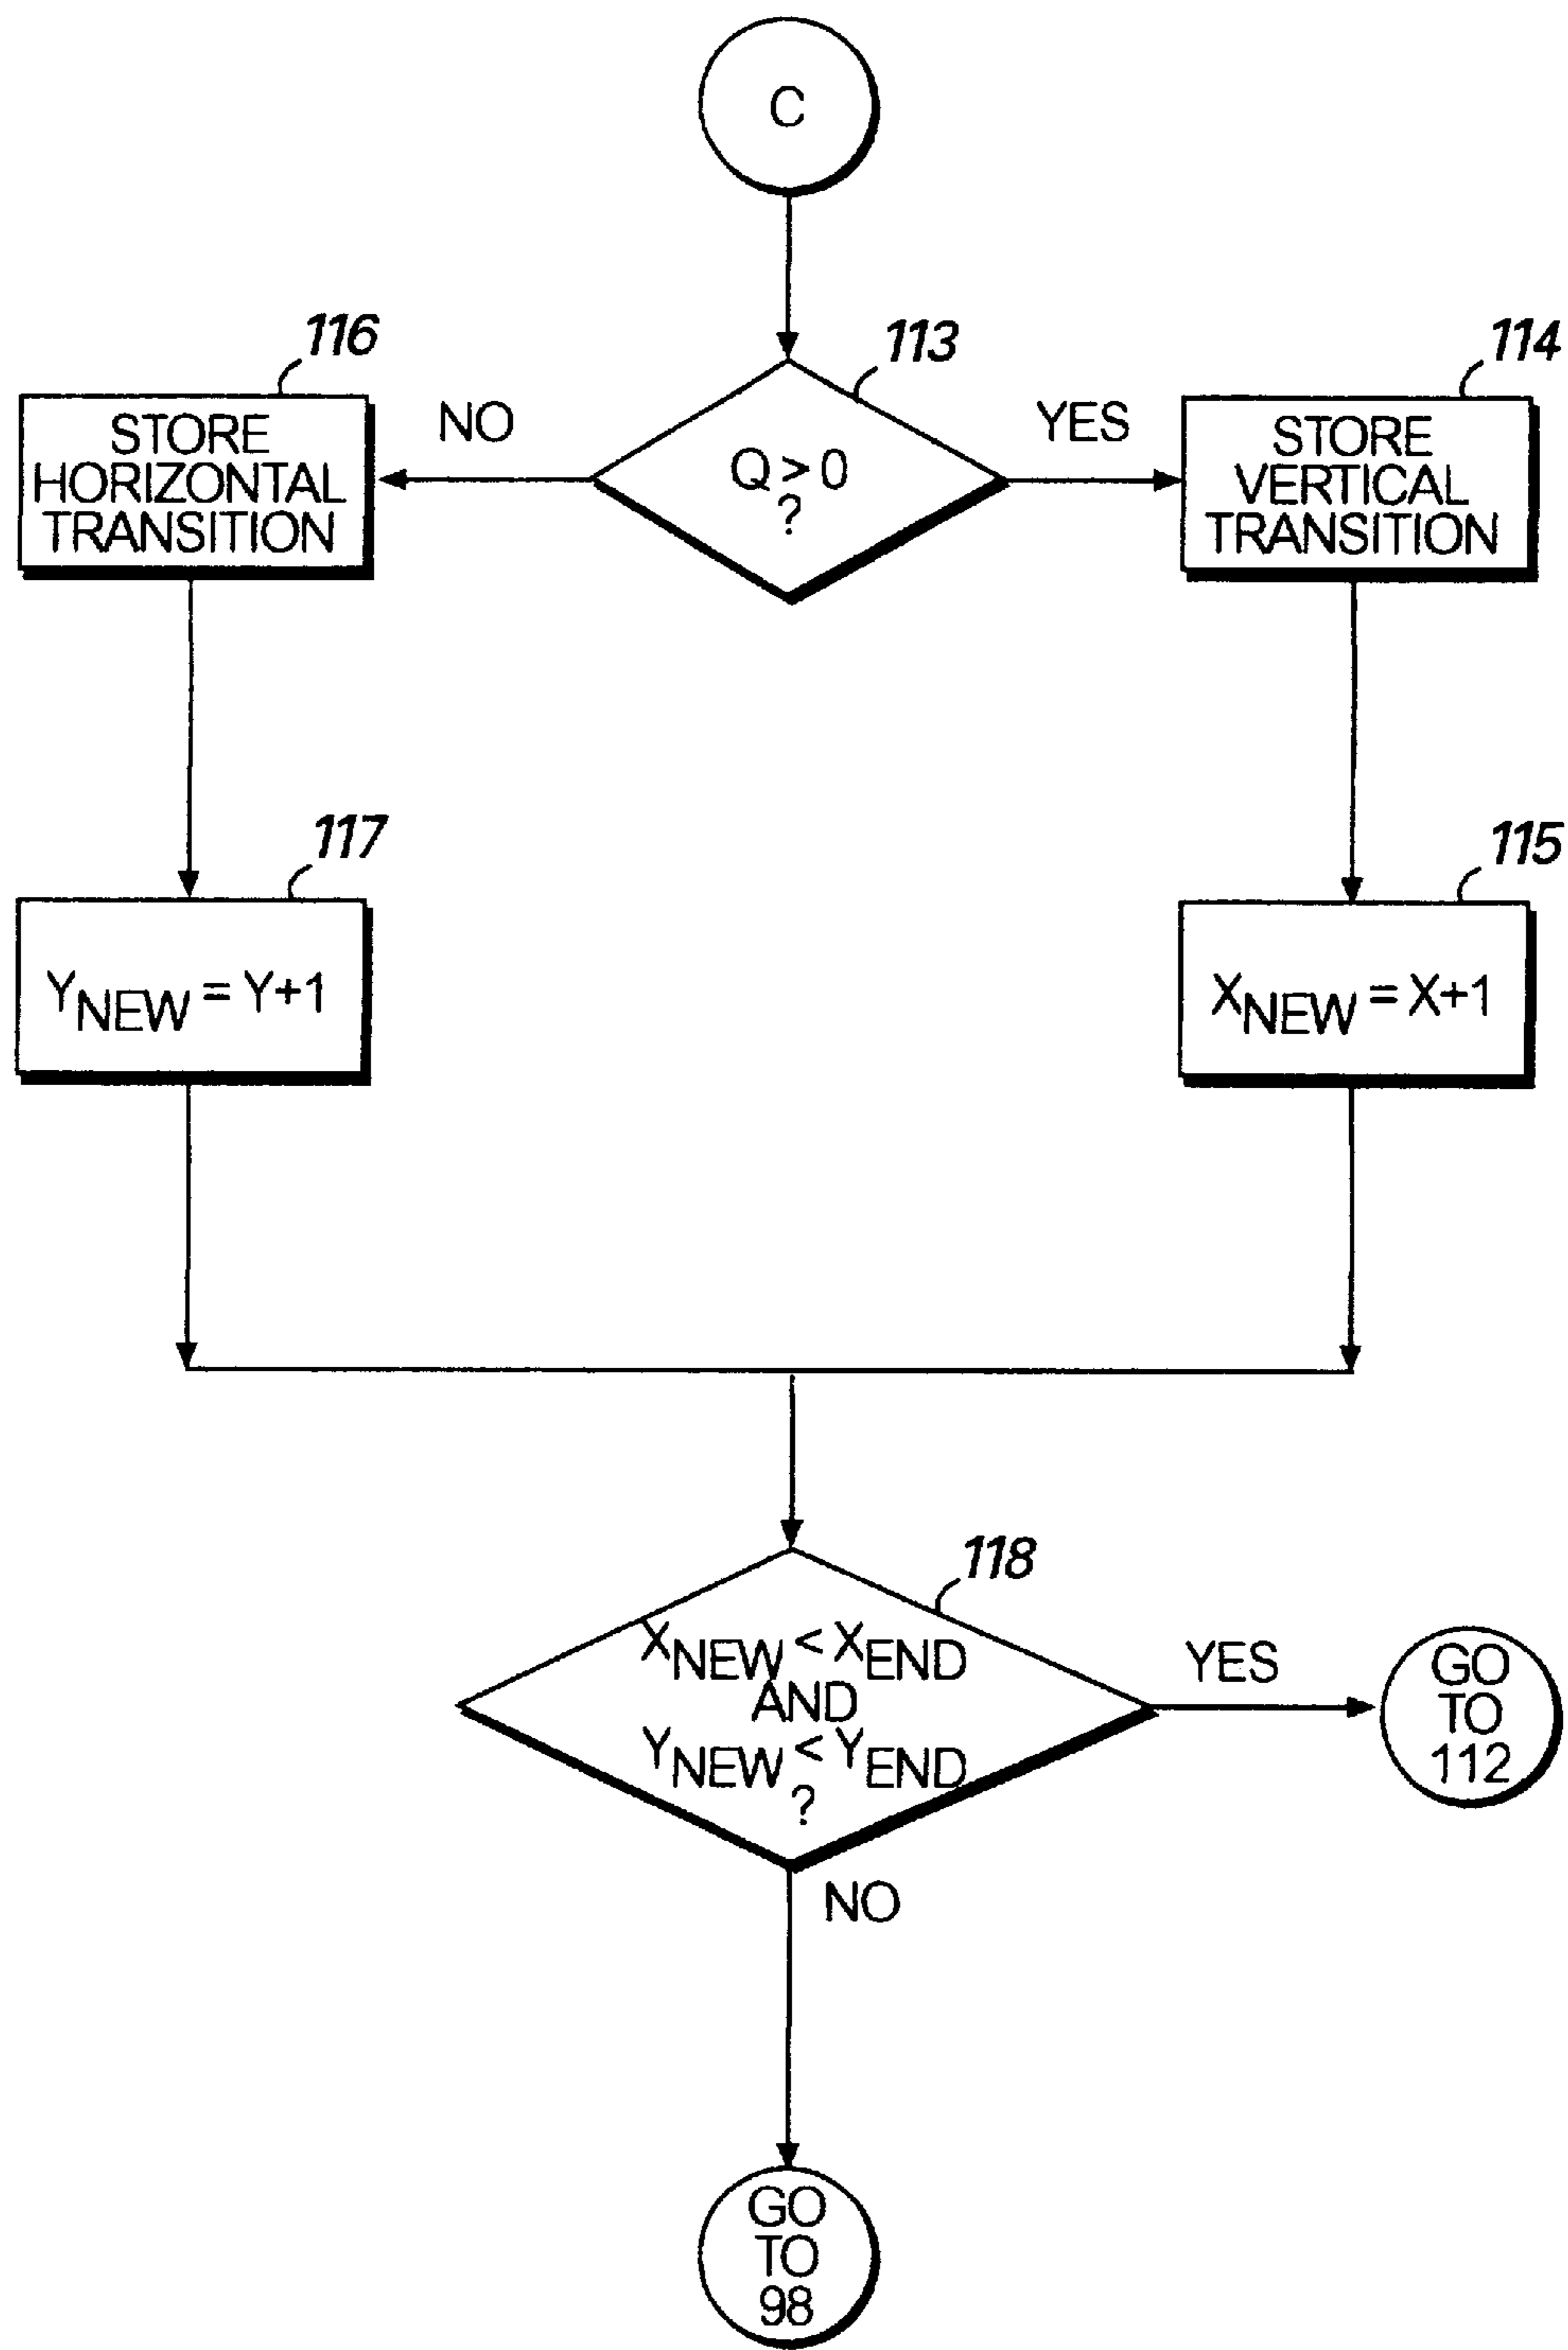 C
116
113
114
STORE
HORIZONTAL
TRANSITION
NO
Q > 0
?
YES
STORE
VERTICAL
TRANSITION
117
115
YNEW = Y+1
XNEW = X+1
118
XNEW < XEND
AND
YNEW < YEND
?
YES
GO
TO
112
NO
GO
TO
98